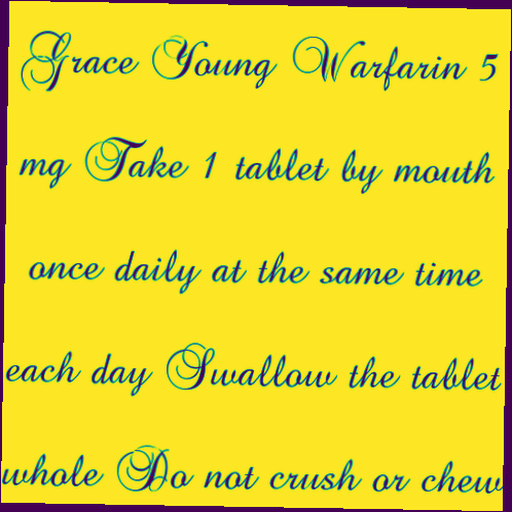 Grace Young Warfarin 5
mg Take 1 tablet by mouth
once daily at the same time
each day Swallow the tablet
whole Do not crush or chew